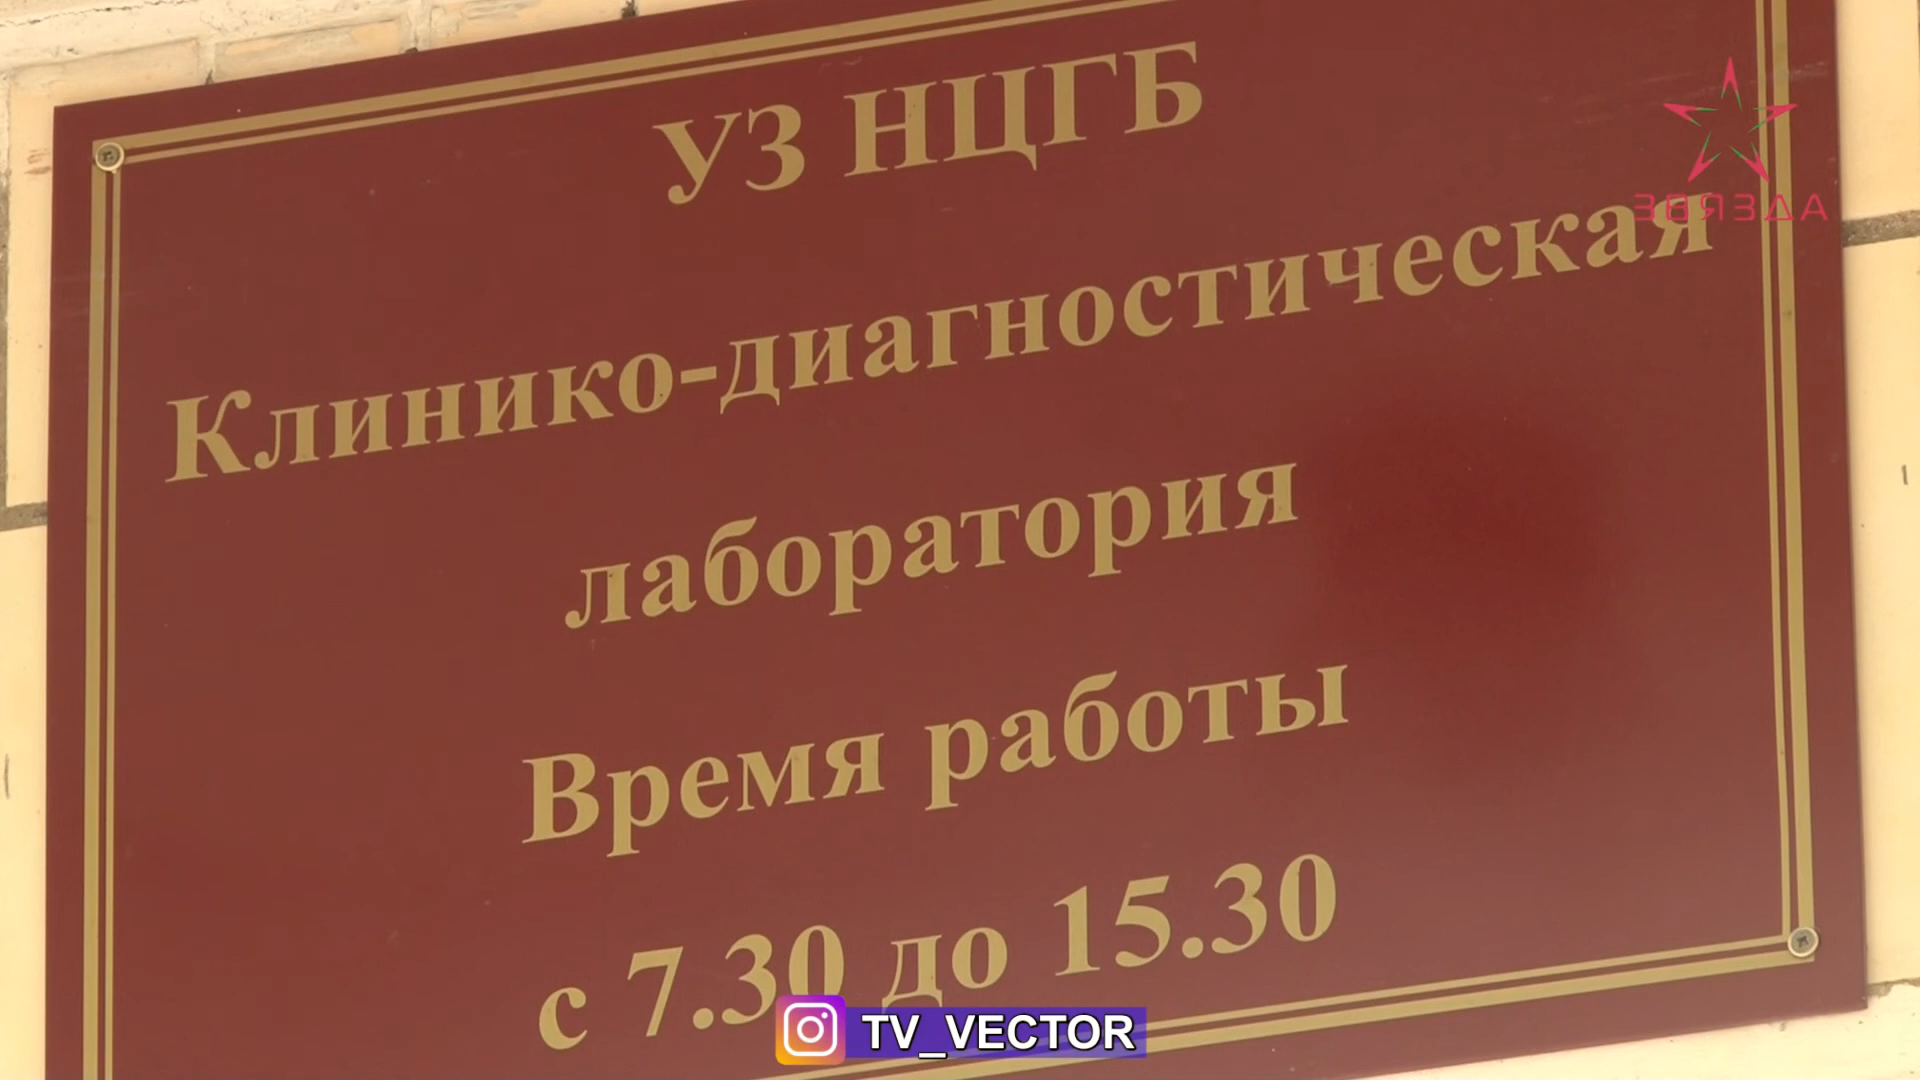 УЗ НЦГБ
ЗВЯЗДА
Клинико-диагностическая
лаборатория
Время работы
с 7.30 до 15.30
TV_VECTOR